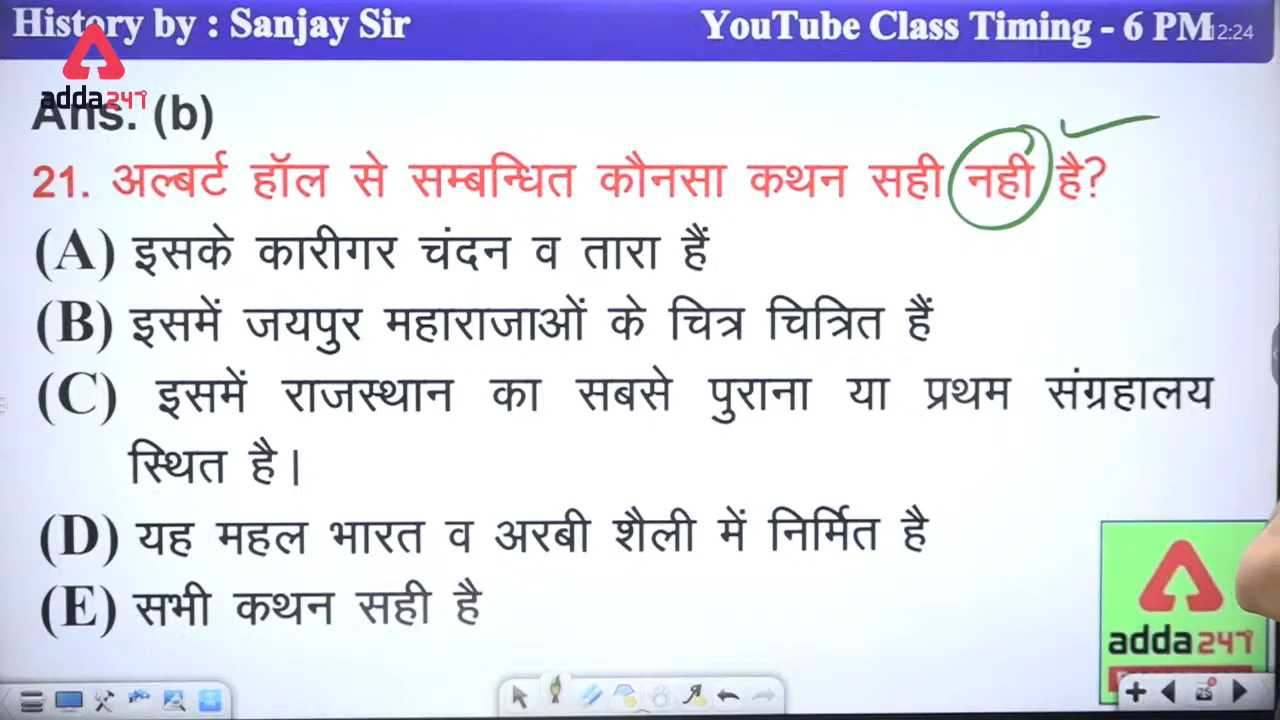 History by : Sanjay Sir YouTube Class Timing - 6 PM 12:24
adda247
Ans. (b)
21. अल्बर्ट हॉल से सम्बन्धित कौनसा कथन सही नही है?
(A) इसके कारीगर चंदन व तारा हैं
(B) इसमें जयपुर महाराजाओं के चित्र चित्रित हैं
(C) इसमें राजस्थान का सबसे पुराना या प्रथम संग्रहालय
स्थित है।
(D) यह महल भारत व अरबी शैली में निर्मित है
(E) सभी कथन सही है
adda247